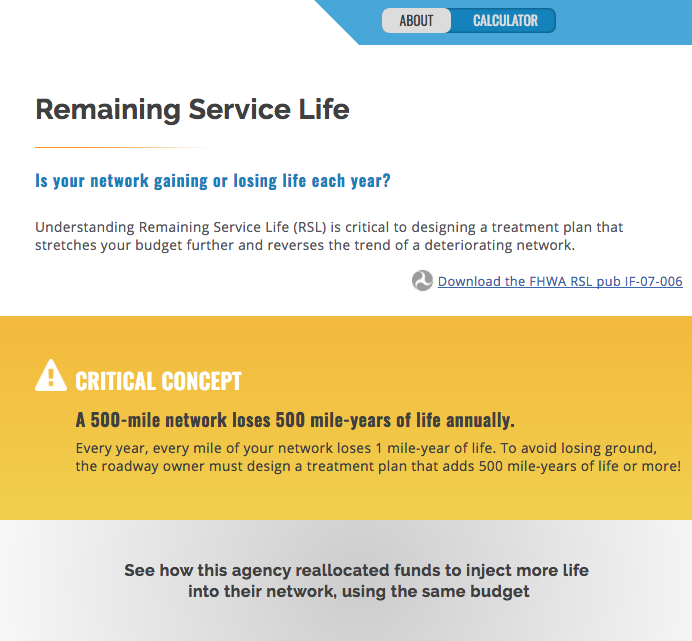 ABOUT CALCULATOR
Remaining Service Life
Is your network gaining or losing life each year?
Understanding Remaining Service Life (RSL) is critical to designing a treatment plan that
stretches your budget further and reverses the trend of a deteriorating network.
Download the FHWA RSL pub IF-07-006
CRITICAL CONCEPT
A 500-mile network loses 500 mile-years of life annually.
Every year, every mile of your network loses 1 mile-year of life. To avoid losing ground,
the roadway owner must design a treatment plan that adds 500 mile-years of life or more!
See how this agency reallocated funds to inject more life
into their network, using the same budget